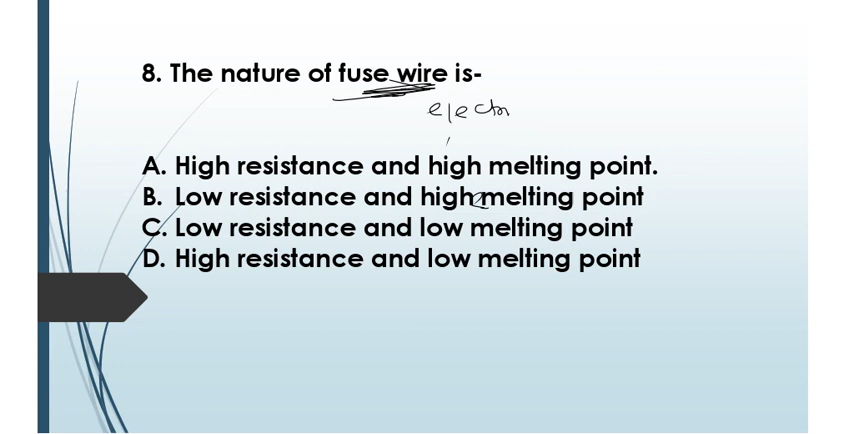 8. The nature of fuse wire is-
A. High resistance and high melting point.
B. Low resistance and high melting point
C. Low resistance and low melting point
D. High resistance and low melting point